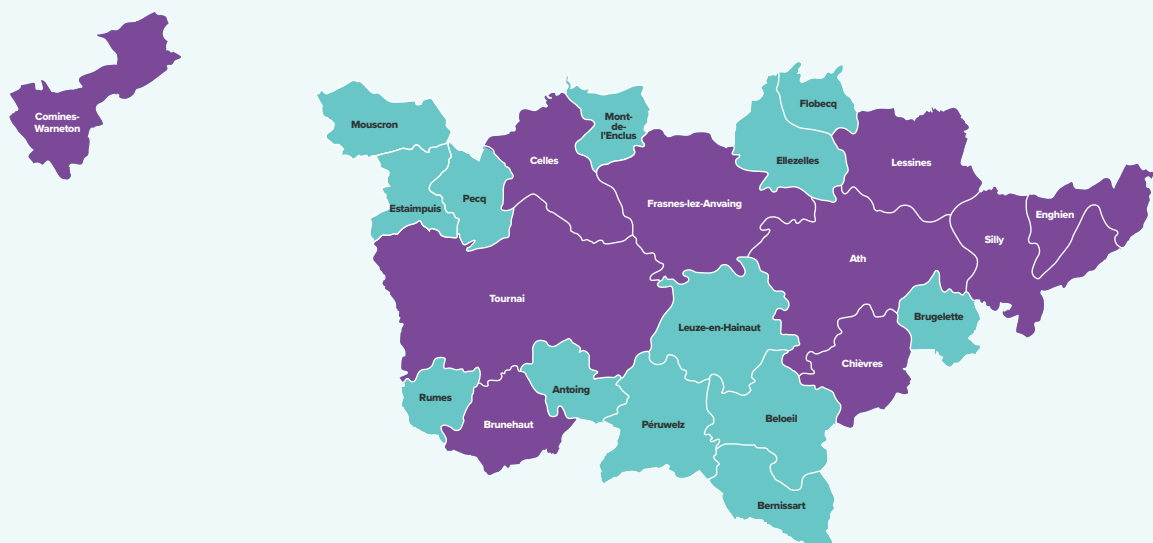 Comines-
Warneton
Mouscron
Estaimpuis
Pecq
Celles
Mont-
de-
l'Enclus
Frasnes-lez-Anvaing
Flobecq
Ellezelles
Lessines
Enghien
Silly
Ath
Tournai
Leuze-en-Hainaut
Brugelette
Chièvres
Rumes
Antoing
Brunehaut
Péruwelz
Beloeil
Bernissart